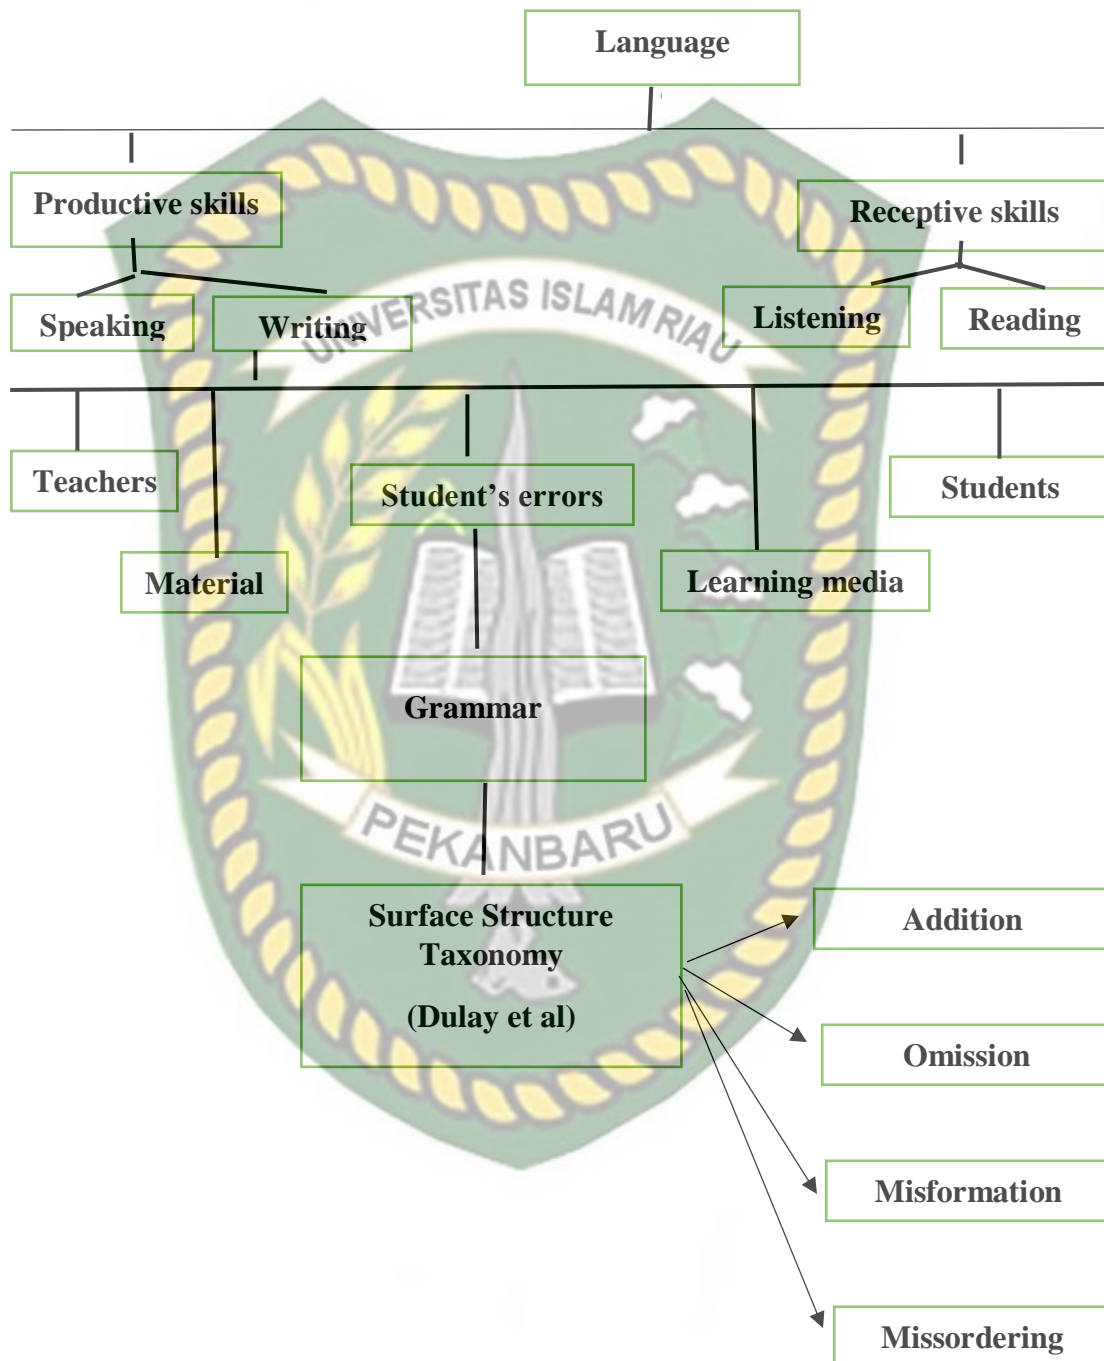 Language
Productive skills
Receptive skills
UNIVERSITAS ISLAM RIAU
Speaking
Writing
Listening
Reading
Teachers
Student’s errors
Students
Material
Learning media
Grammar
PEKANBARU
Surface Structure
Taxonomy
(Dulay et al)
Addition
Omission
Misformation
Missordering